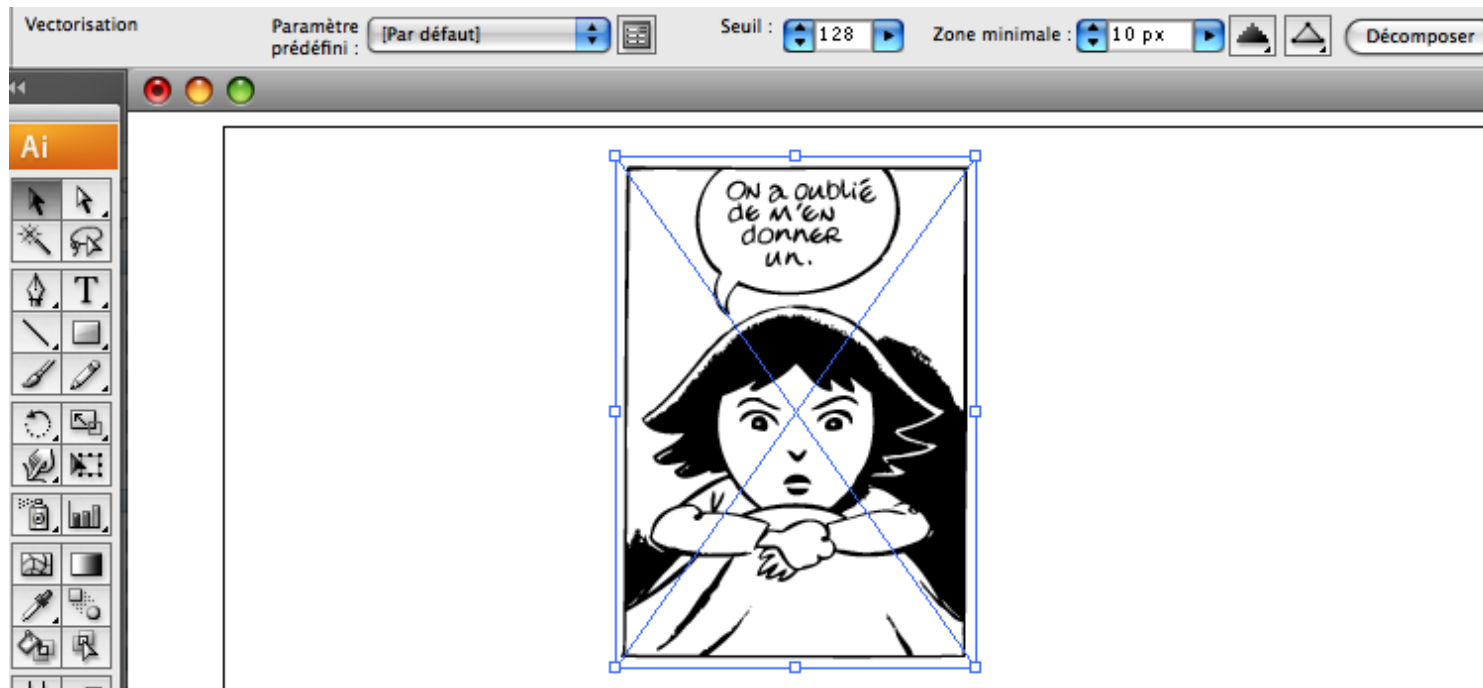 Vectorisation
Paramètre prédéfini : [Par défaut]
Seuil : 128
Zone minimale : 10 px
Décomposer
Ai
T
On a oublié
de m'en
donner
un.